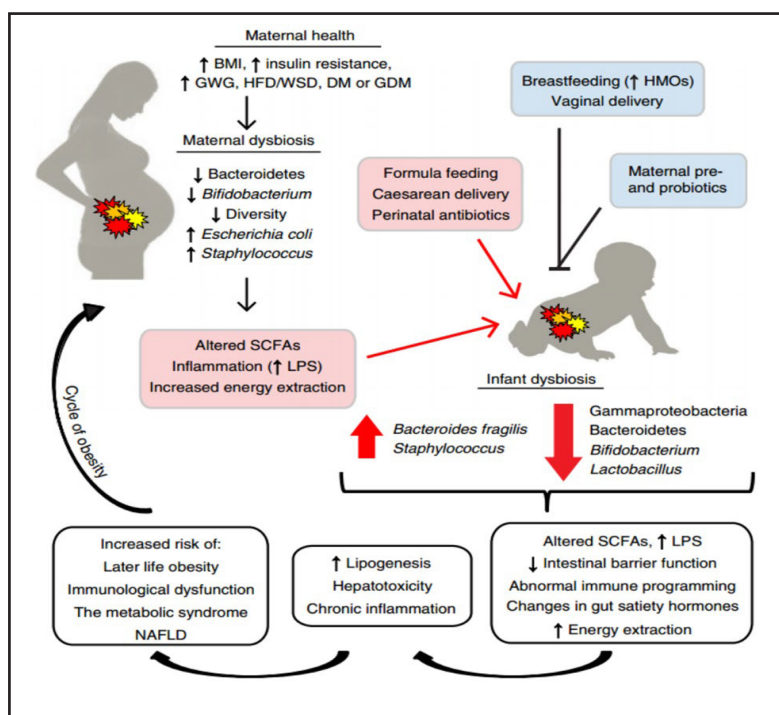 Maternal health
↑ BMI, ↑ insulin resistance,
↑ GWG, HFD/WSD, DM or GDM
Maternal dysbiosis
↓ Bacteroidetes
↓ Bifidobacterium
↓ Diversity
↑ Escherichia coli
↑ Staphylococcus
Altered SCFAs
Inflammation (↑ LPS)
Increased energy extraction
Formula feeding
Caesarean delivery
Perinatal antibiotics
Breastfeeding (↑ HMOs)
Vaginal delivery
Maternal pre-
and probiotics
Infant dysbiosis
Bacteroides fragilis
Staphylococcus
Gammaproteobacteria
Bacteroidetes
Bifidobacterium
Lactobacillus
Altered SCFAs, ↑ LPS
↓ Intestinal barrier function
Abnormal immune programming
Changes in gut satiety hormones
↑ Energy extraction
↑ Lipogenesis
Hepatotoxicity
Chronic inflammation
Increased risk of:
Later life obesity
Immunological dysfunction
The metabolic syndrome
NAFLD
Cycle of obesity